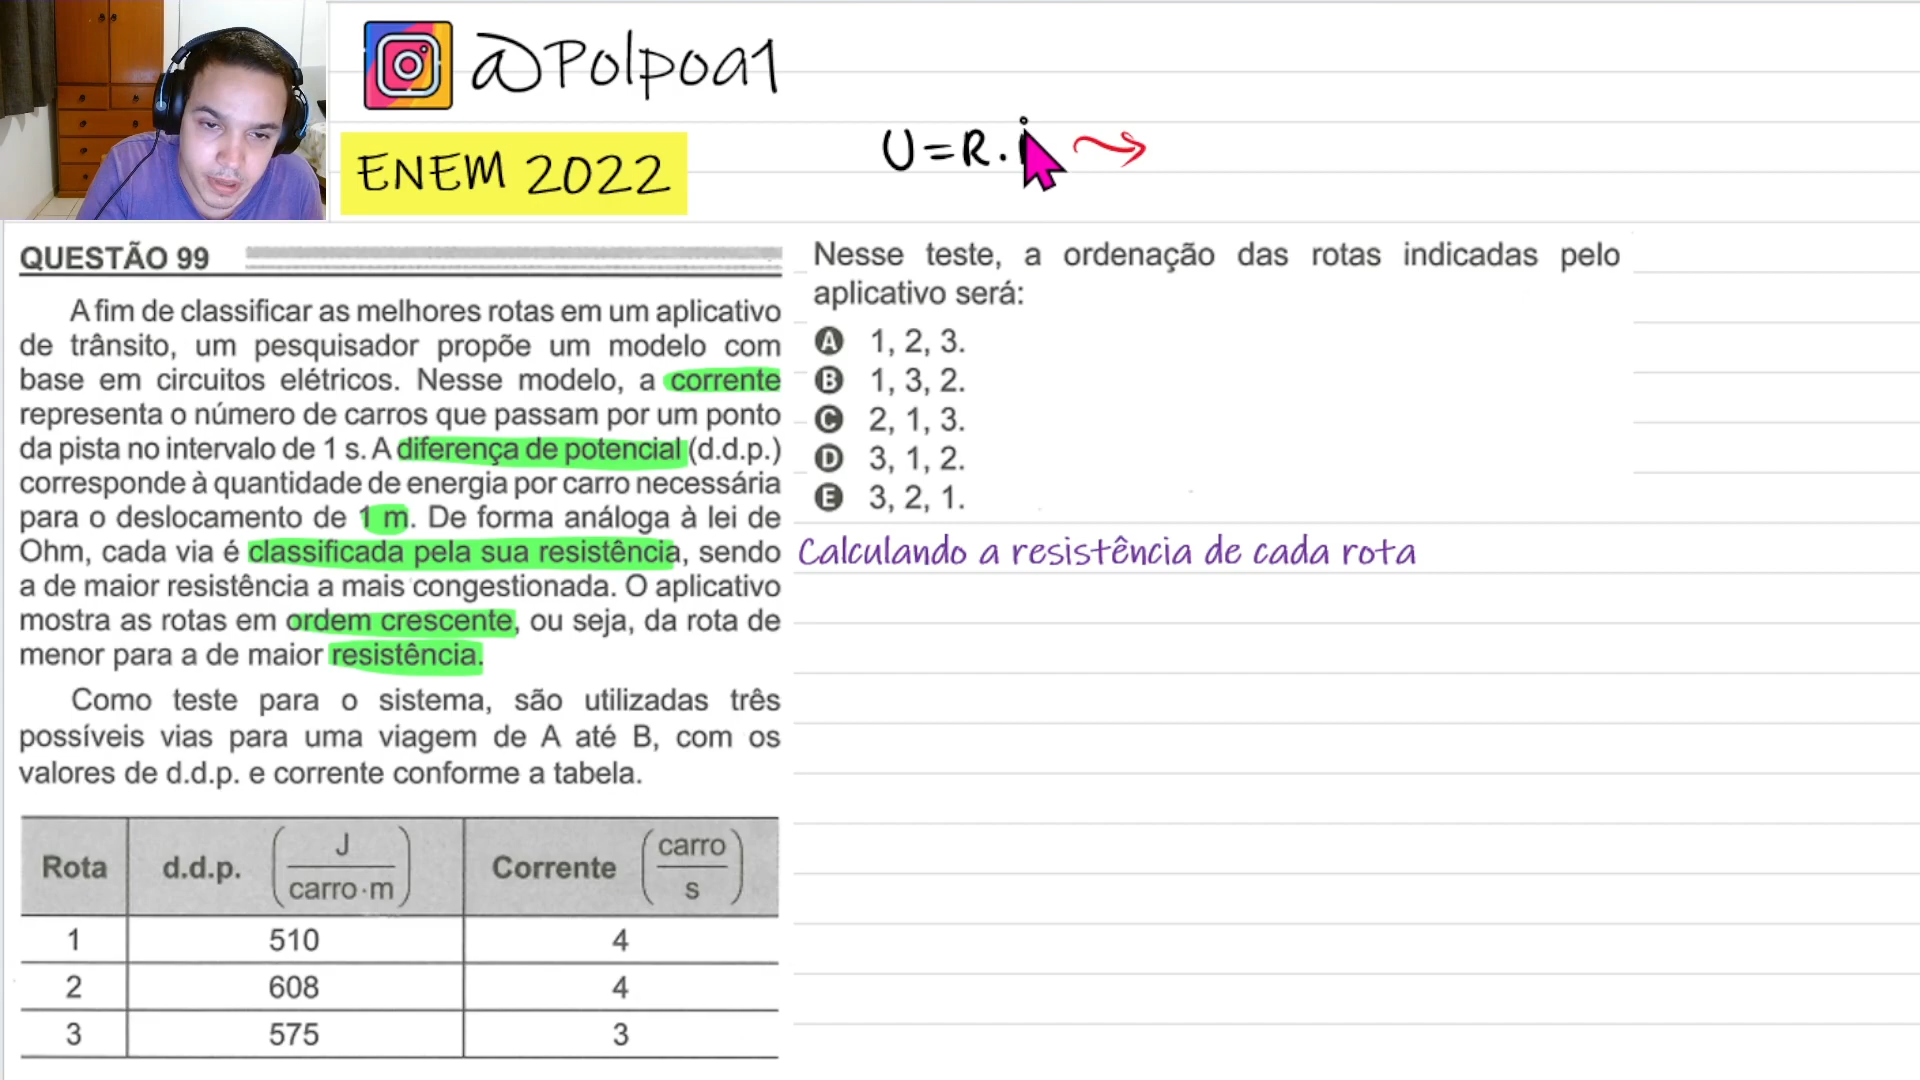 @Polpoa1
ENEM 2022
U=R.i
QUESTÃO 99
A fim de classificar as melhores rotas em um aplicativo
de trânsito, um pesquisador propõe um modelo com
base em circuitos elétricos. Nesse modelo, a corrente
representa o número de carros que passam por um ponto
da pista no intervalo de 1 s. A diferença de potencial (d.d.p.)
corresponde à quantidade de energia por carro necessária
para o deslocamento de 1 m. De forma análoga à lei de
Ohm, cada via é classificada pela sua resistência, sendo
a de maior resistência a mais congestionada. O aplicativo
mostra as rotas em ordem crescente, ou seja, da rota de
menor para a de maior resistência.
Como teste para o sistema, são utilizadas três
possíveis vias para uma viagem de A até B, com os
valores de d.d.p. e corrente conforme a tabela.
Rota d.d.p. (J/carro·m) Corrente (carro/s)
1 510 4
2 608 4
3 575 3
Nesse teste, a ordenação das rotas indicadas pelo
aplicativo será:
A 1, 2, 3.
B 1, 3, 2.
C 2, 1, 3.
D 3, 1, 2.
E 3, 2, 1.
Calculando a resistência de cada rota